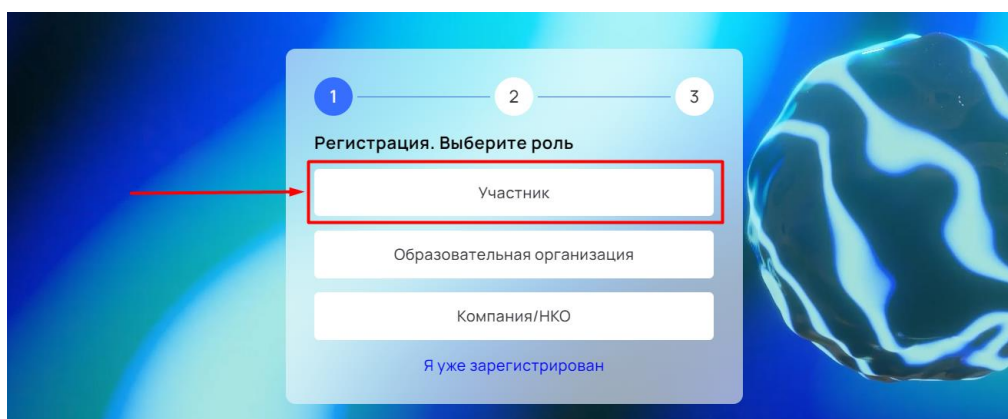 1 2 3
Регистрация. Выберите роль
Участник
Образовательная организация
Компания/НКО
Я уже зарегистрирован